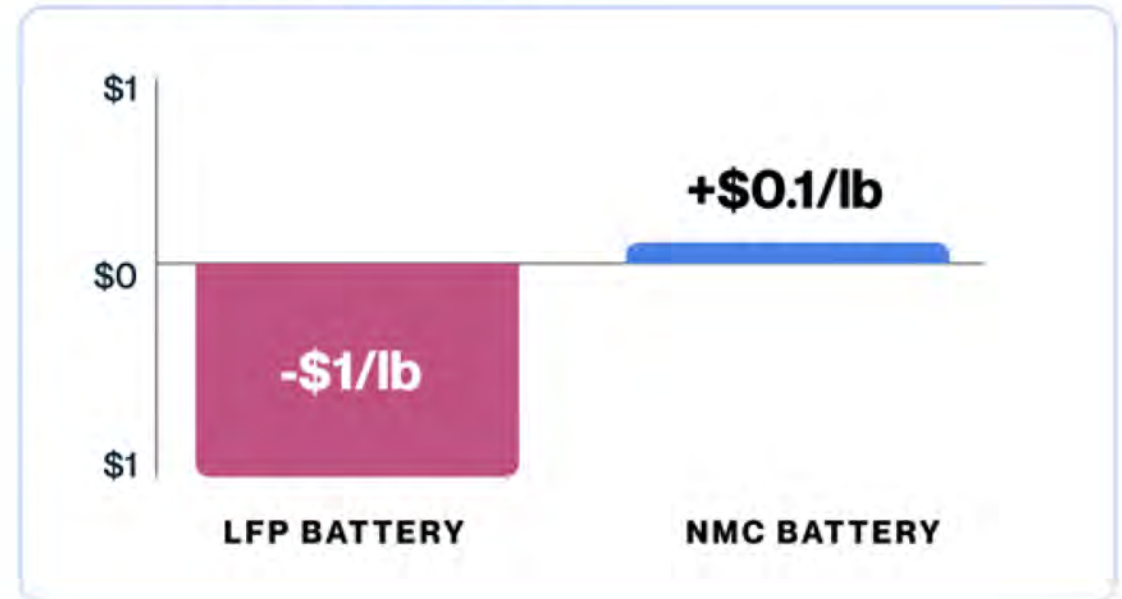 $1
+$0.1/lb
$0
-$1/lb
$1
LFP BATTERY
NMC BATTERY